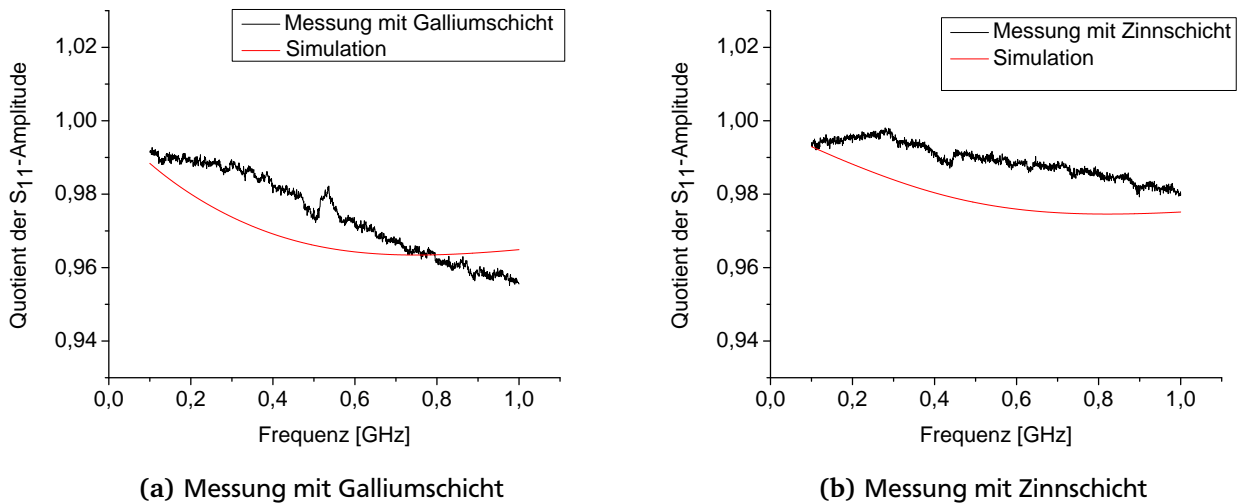 Messung mit Galliumschicht
Simulation
1,02
1,00
0,98
0,96
0,94
Quotient der S11-Amplitude
0,0 0,2 0,4 0,6 0,8 1,0
Frequenz [GHz]
(a) Messung mit Galliumschicht
Messung mit Zinnschicht
Simulation
1,02
1,00
0,98
0,96
0,94
Quotient der S11-Amplitude
0,0 0,2 0,4 0,6 0,8 1,0
Frequenz [GHz]
(b) Messung mit Zinnschicht